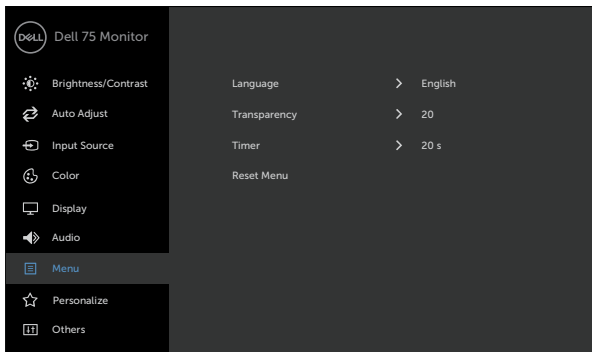 DELL Dell 75 Monitor
Brightness/Contrast
Auto Adjust
Input Source
Color
Display
Audio
Menu
Personalize
Others
Language > English
Transparency > 20
Timer > 20 s
Reset Menu